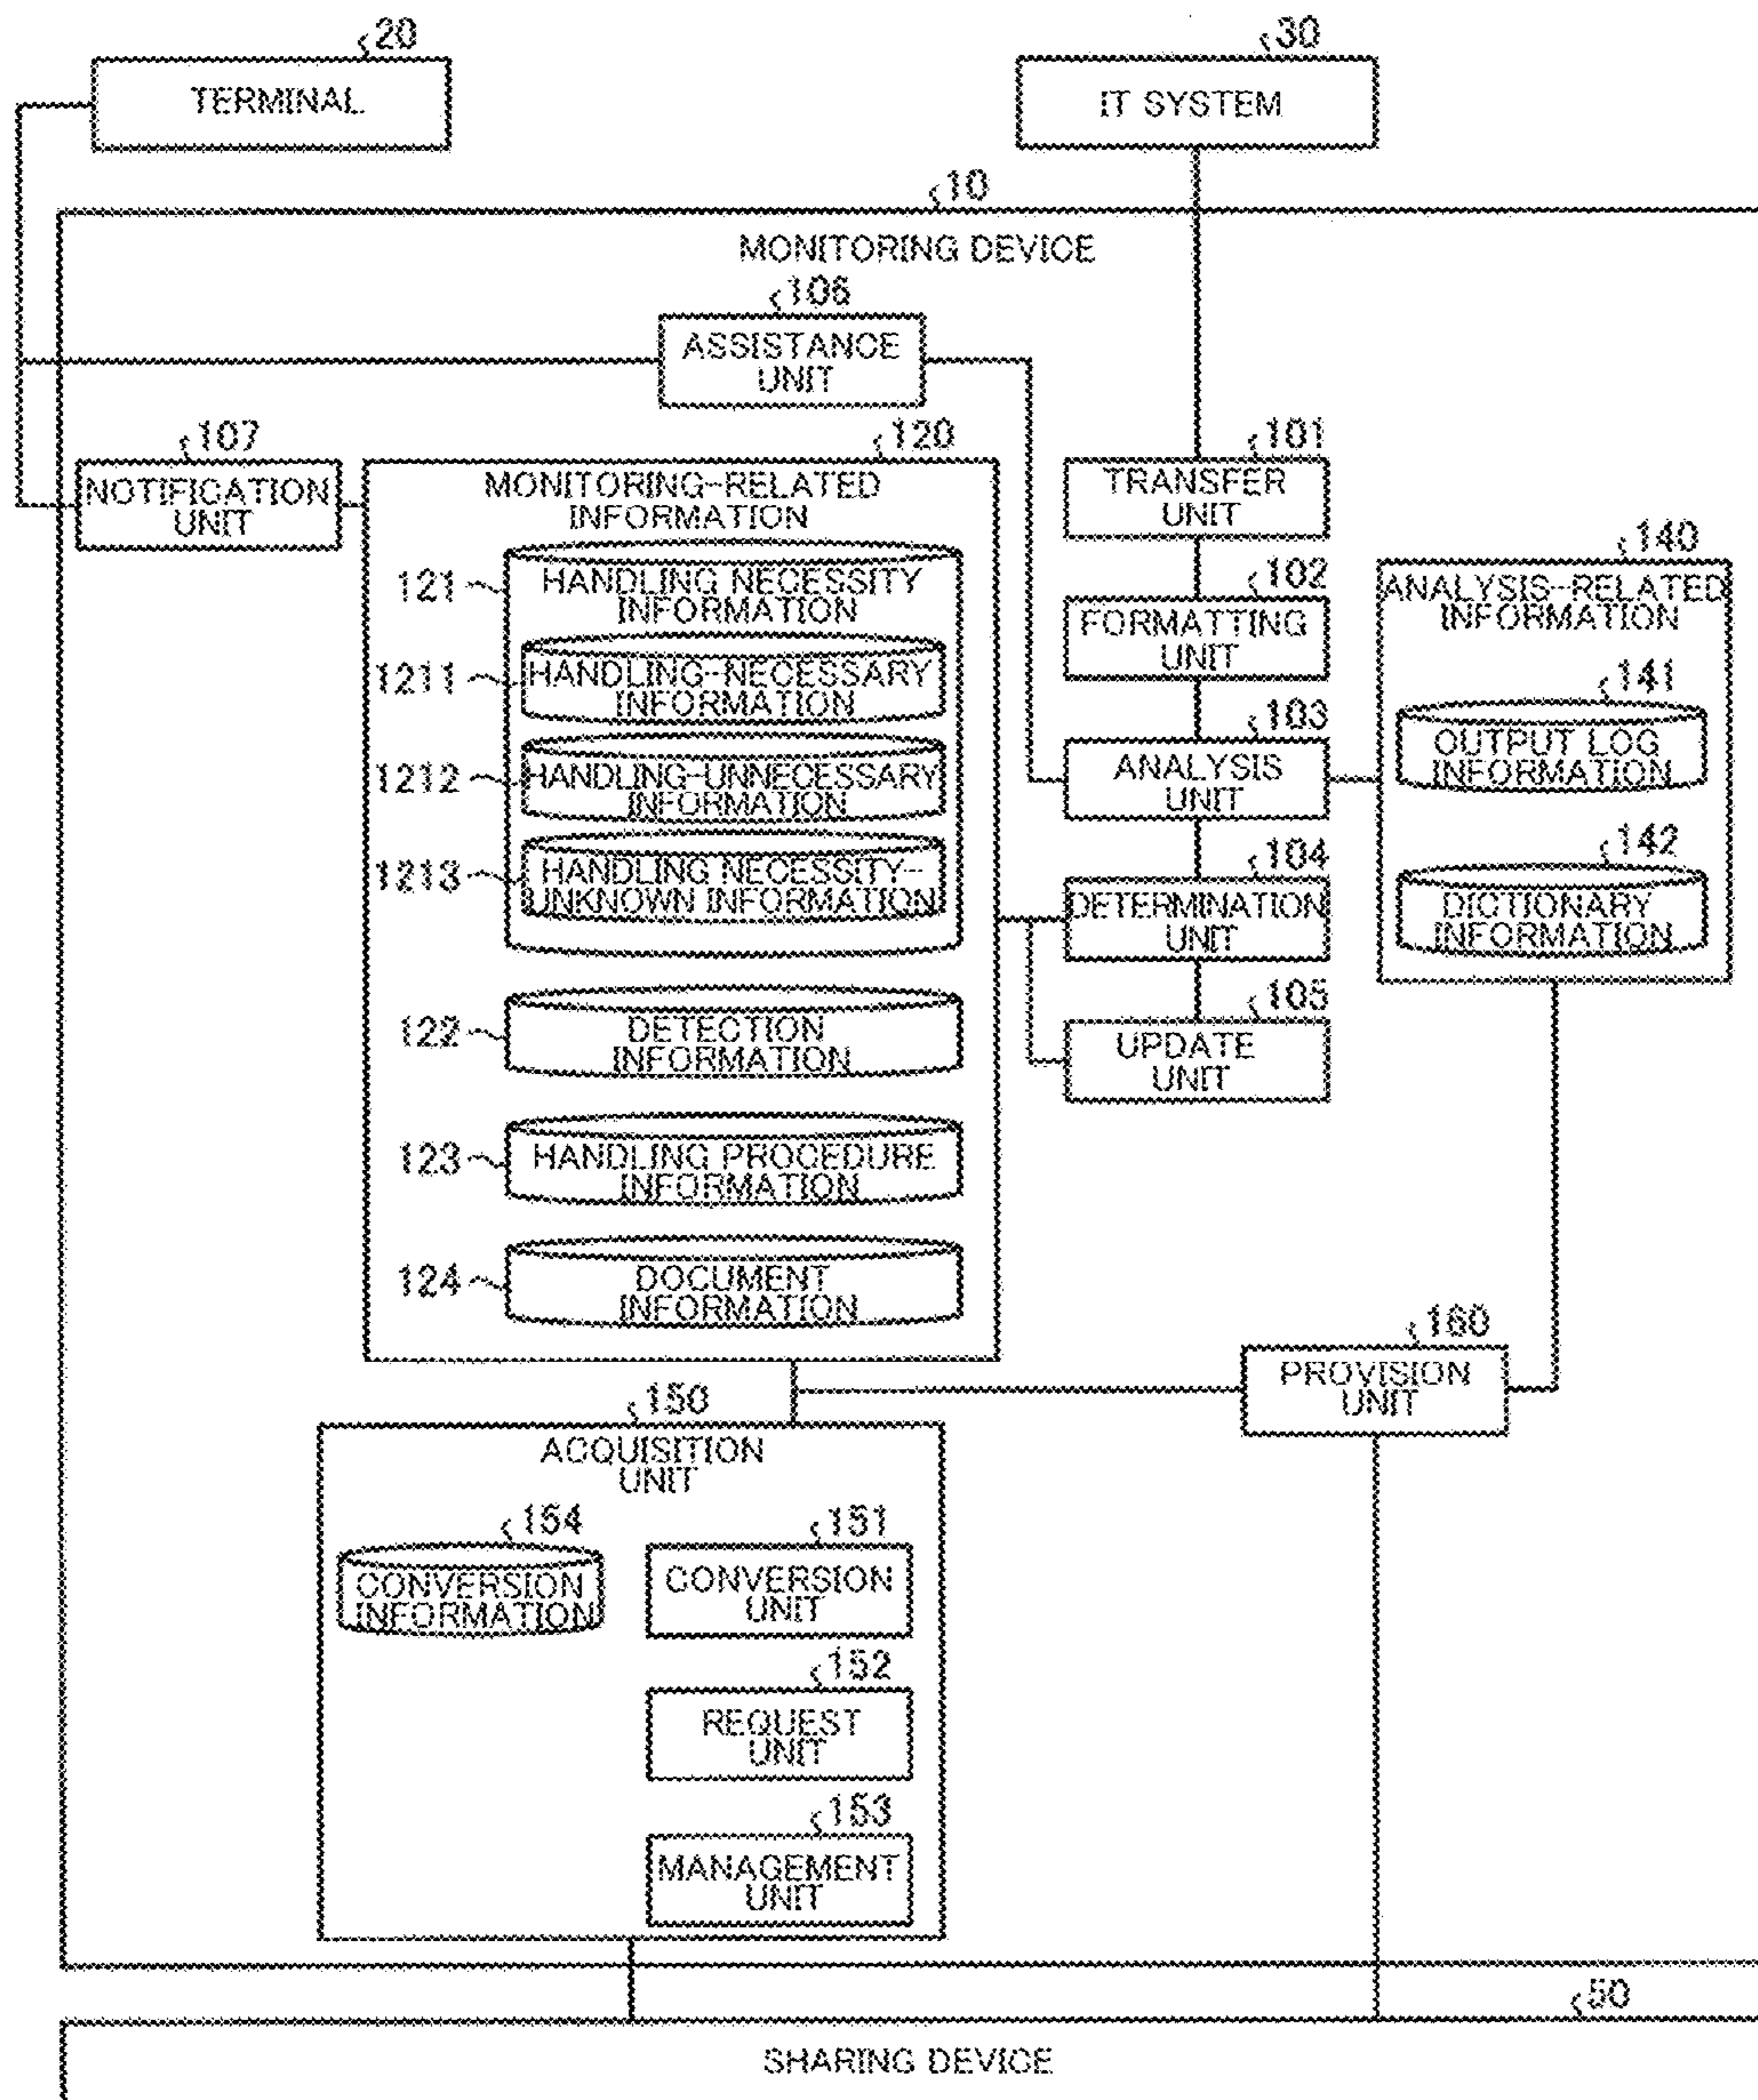 20
TERMINAL
30
IT SYSTEM
10
MONITORING DEVICE
106
ASSISTANCE
UNIT
107
NOTIFICATION
UNIT
120
MONITORING-RELATED
INFORMATION
121
HANDLING NECESSITY
INFORMATION
1211
HANDLING-NECESSARY
INFORMATION
1212
HANDLING-UNNECESSARY
INFORMATION
1213
HANDLING NECESSITY-
UNKNOWN INFORMATION
122
DETECTION
INFORMATION
123
HANDLING PROCEDURE
INFORMATION
124
DOCUMENT
INFORMATION
101
TRANSFER
UNIT
102
FORMATTING
UNIT
103
ANALYSIS
UNIT
104
DETERMINATION
UNIT
105
UPDATE
UNIT
140
ANALYSIS-RELATED
INFORMATION
141
OUTPUT LOG
INFORMATION
142
DICTIONARY
INFORMATION
160
PROVISION
UNIT
150
ACQUISITION
UNIT
154
CONVERSION
INFORMATION
151
CONVERSION
UNIT
152
REQUEST
UNIT
153
MANAGEMENT
UNIT
50
SHARING DEVICE